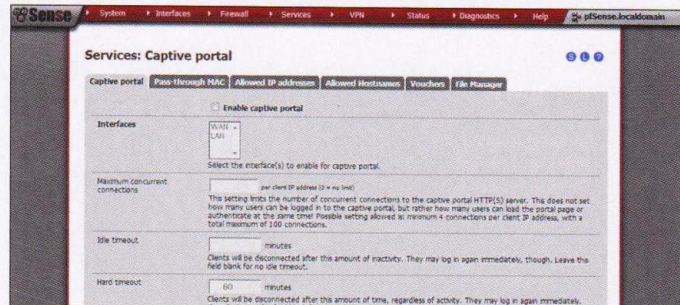 Sense
System Interfaces Firewall Services VPN Status Diagnostics Help pfSense.localdomain
Services: Captive portal
Captive portal Pass-through MAC Allowed IP addresses Allowed Hostnames Vouchers File Manager
Enable captive portal
Interfaces
WAN
LAN
Select the interface(s) to enable for captive portal.
Maximum concurrent
connections
per client IP address (0 = no limit)
This setting limits the number of concurrent connections to the captive portal HTTP(S) server. This does not set
how many users can be logged in to the captive portal, but rather how many users can load the portal page or
authenticate at the same time! Possible setting allowed is: minimum 4 connections per client IP address, with a
total maximum of 100 connections.
Idle timeout
minutes
Clients will be disconnected after this amount of inactivity. They may log in again immediately, though. Leave the
field blank for no idle timeout.
Hard timeout
60 minutes
Clients will be disconnected after this amount of time, regardless of activity. They may log in again immediately,